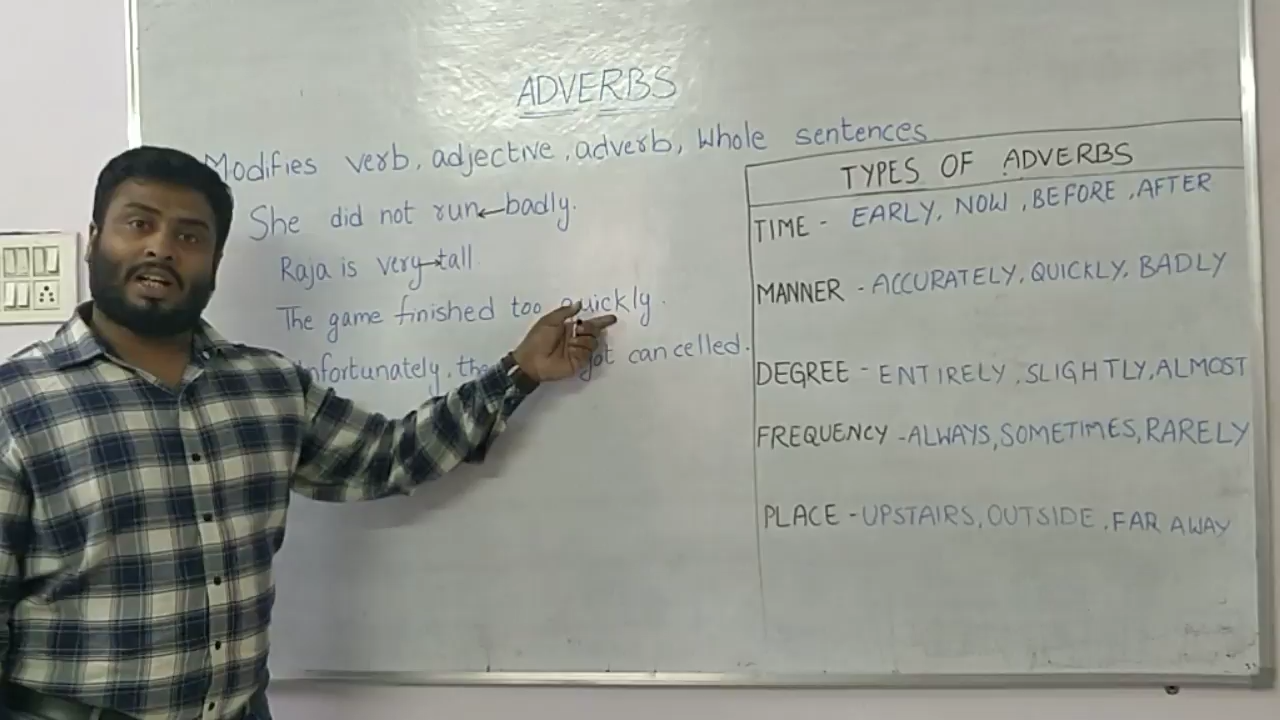 ADVERBS
Modifies verb, adjective, adverb, Whole sentences
She did not run←badly.
Raja is very→tall
The game finished too quickly.
got cancelled.
TYPES OF ADVERBS
TIME - EARLY, NOW, BEFORE, AFTER
MANNER - ACCURATELY, QUICKLY, BADLY
DEGREE - ENTIRELY, SLIGHTLY, ALMOST
FREQUENCY - ALWAYS, SOMETIMES, RARELY
PLACE - UPSTAIRS, OUTSIDE, FAR AWAY